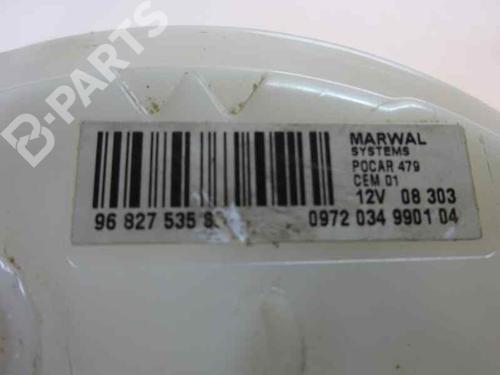 B-PARTS
MARWAL
SYSTEMS
POCAR 479
CEM 01
12V 08 303
96 827 535
0972 034 9901 04